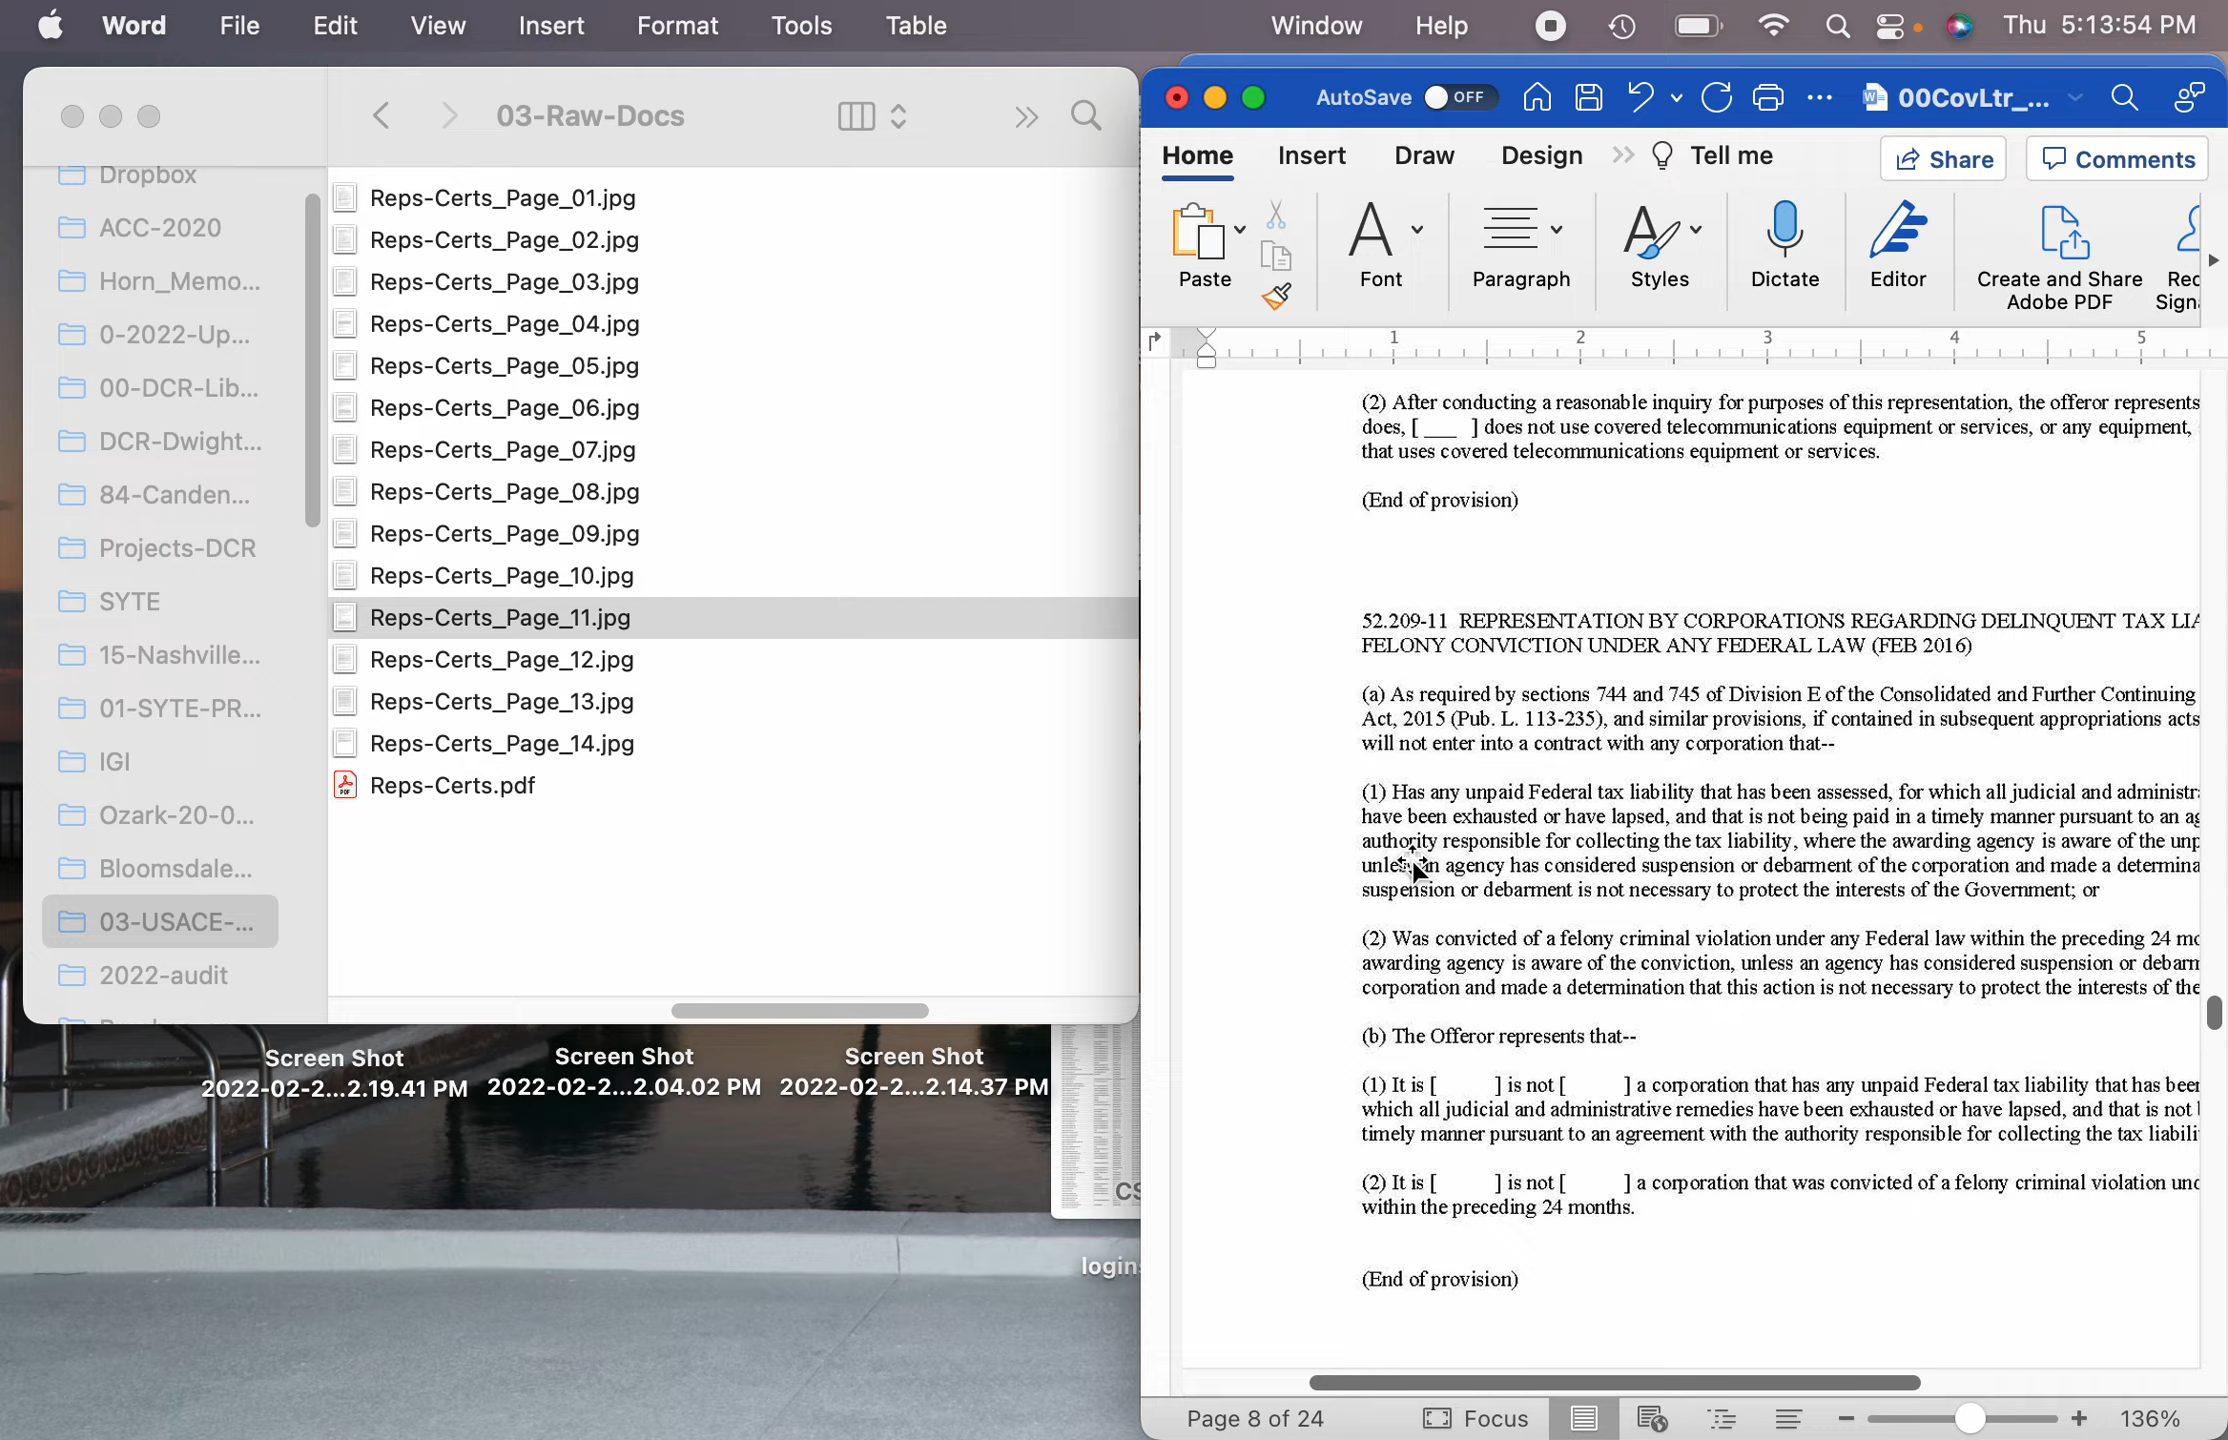 Word File Edit View Insert Format Tools Table Window Help Thu 5:13:54 PM
03-Raw-Docs
Dropbox
ACC-2020
Horn_Memo...
0-2022-Up...
00-DCR-Lib...
DCR-Dwight...
84-Canden...
Projects-DCR
SYTE
15-Nashville...
01-SYTE-PR...
IGI
Ozark-20-0...
Bloomsdale...
03-USACE-...
2022-audit
Reps-Certs_Page_01.jpg
Reps-Certs_Page_02.jpg
Reps-Certs_Page_03.jpg
Reps-Certs_Page_04.jpg
Reps-Certs_Page_05.jpg
Reps-Certs_Page_06.jpg
Reps-Certs_Page_07.jpg
Reps-Certs_Page_08.jpg
Reps-Certs_Page_09.jpg
Reps-Certs_Page_10.jpg
Reps-Certs_Page_11.jpg
Reps-Certs_Page_12.jpg
Reps-Certs_Page_13.jpg
Reps-Certs_Page_14.jpg
Reps-Certs.pdf
Screen Shot
2022-02-2...2.19.41 PM
Screen Shot
2022-02-2...2.04.02 PM
Screen Shot
2022-02-2...2.14.37 PM
CS
login
AutoSave OFF 00CovLtr_...
Home Insert Draw Design Tell me Share Comments
Paste Font Paragraph Styles Dictate Editor Create and Share
Adobe PDF
Req
Sign
1 2 3 4 5
(2) After conducting a reasonable inquiry for purposes of this representation, the offeror represents
does, [ ___ ] does not use covered telecommunications equipment or services, or any equipment,
that uses covered telecommunications equipment or services.
(End of provision)
52.209-11 REPRESENTATION BY CORPORATIONS REGARDING DELINQUENT TAX LIA
FELONY CONVICTION UNDER ANY FEDERAL LAW (FEB 2016)
(a) As required by sections 744 and 745 of Division E of the Consolidated and Further Continuing
Act, 2015 (Pub. L. 113-235), and similar provisions, if contained in subsequent appropriations acts
will not enter into a contract with any corporation that--
(1) Has any unpaid Federal tax liability that has been assessed, for which all judicial and administr
have been exhausted or have lapsed, and that is not being paid in a timely manner pursuant to an ag
authority responsible for collecting the tax liability, where the awarding agency is aware of the unp
unless an agency has considered suspension or debarment of the corporation and made a determina
suspension or debarment is not necessary to protect the interests of the Government; or
(2) Was convicted of a felony criminal violation under any Federal law within the preceding 24 mo
awarding agency is aware of the conviction, unless an agency has considered suspension or debarm
corporation and made a determination that this action is not necessary to protect the interests of the
(b) The Offeror represents that--
(1) It is [ ] is not [ ] a corporation that has any unpaid Federal tax liability that has been
which all judicial and administrative remedies have been exhausted or have lapsed, and that is not
timely manner pursuant to an agreement with the authority responsible for collecting the tax liabili
(2) It is [ ] is not [ ] a corporation that was convicted of a felony criminal violation und
within the preceding 24 months.
(End of provision)
Page 8 of 24 Focus 136%